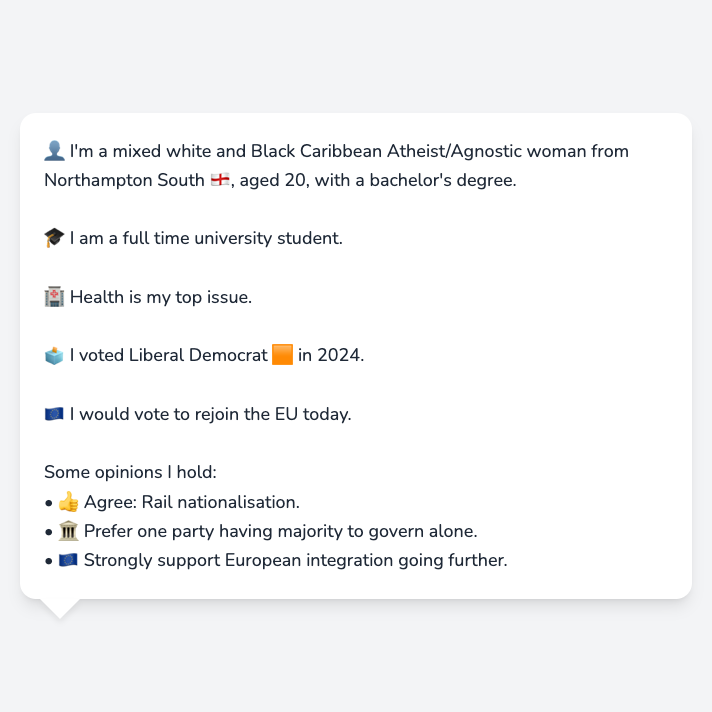 👤 I'm a mixed white and Black Caribbean Atheist/Agnostic woman from
Northampton South 🏴󠁧󠁢󠁥󠁮󠁧󠁿, aged 20, with a bachelor's degree.
🎓 I am a full time university student.
🏥 Health is my top issue.
🗳️ I voted Liberal Democrat 🟧 in 2024.
🇪🇺 I would vote to rejoin the EU today.
Some opinions I hold:
• 👍 Agree: Rail nationalisation.
• 🏛️ Prefer one party having majority to govern alone.
• 🇪🇺 Strongly support European integration going further.